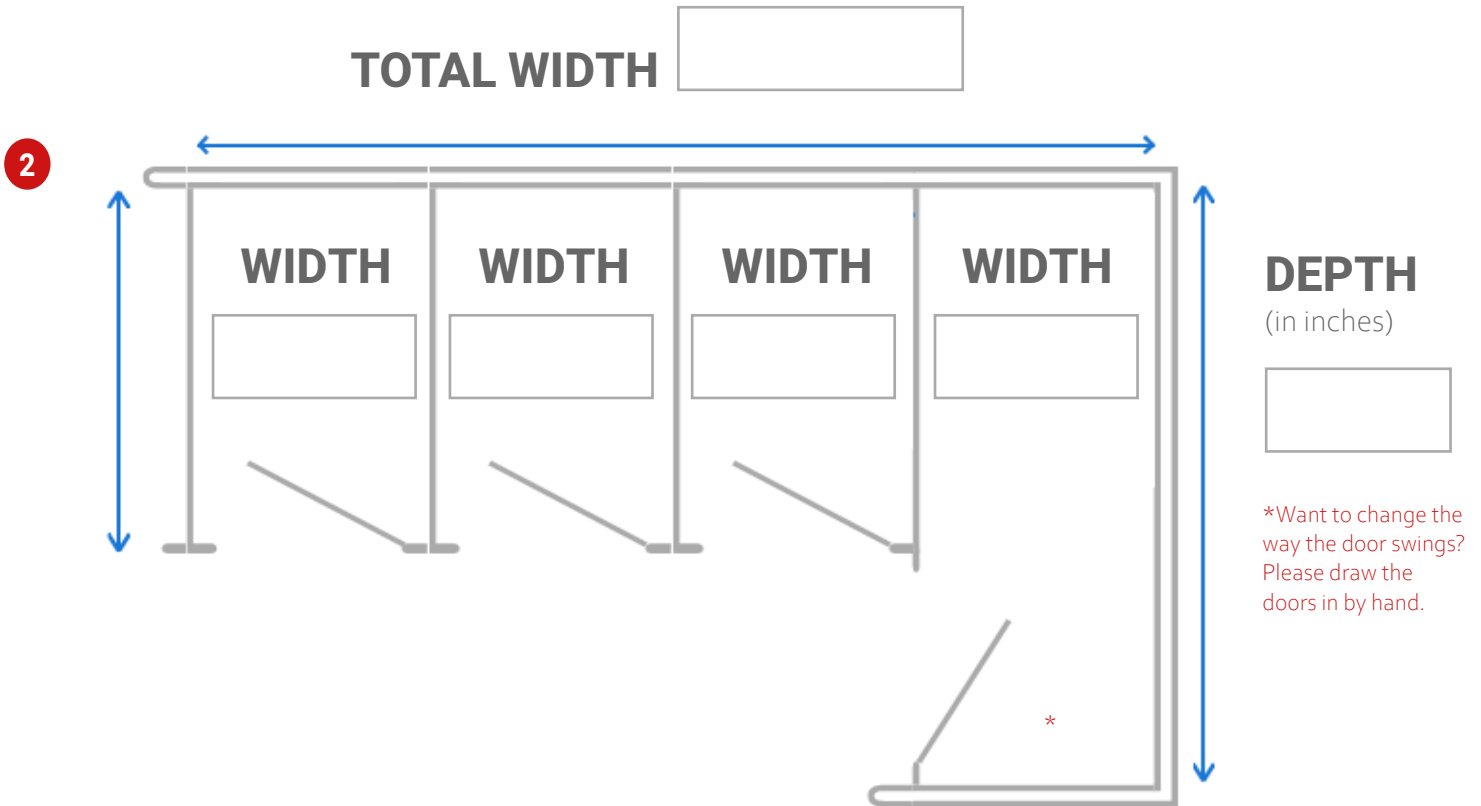 TOTAL WIDTH
2
WIDTH WIDTH WIDTH WIDTH
DEPTH
(in inches)
*Want to change the
way the door swings?
Please draw the
doors in by hand.
*